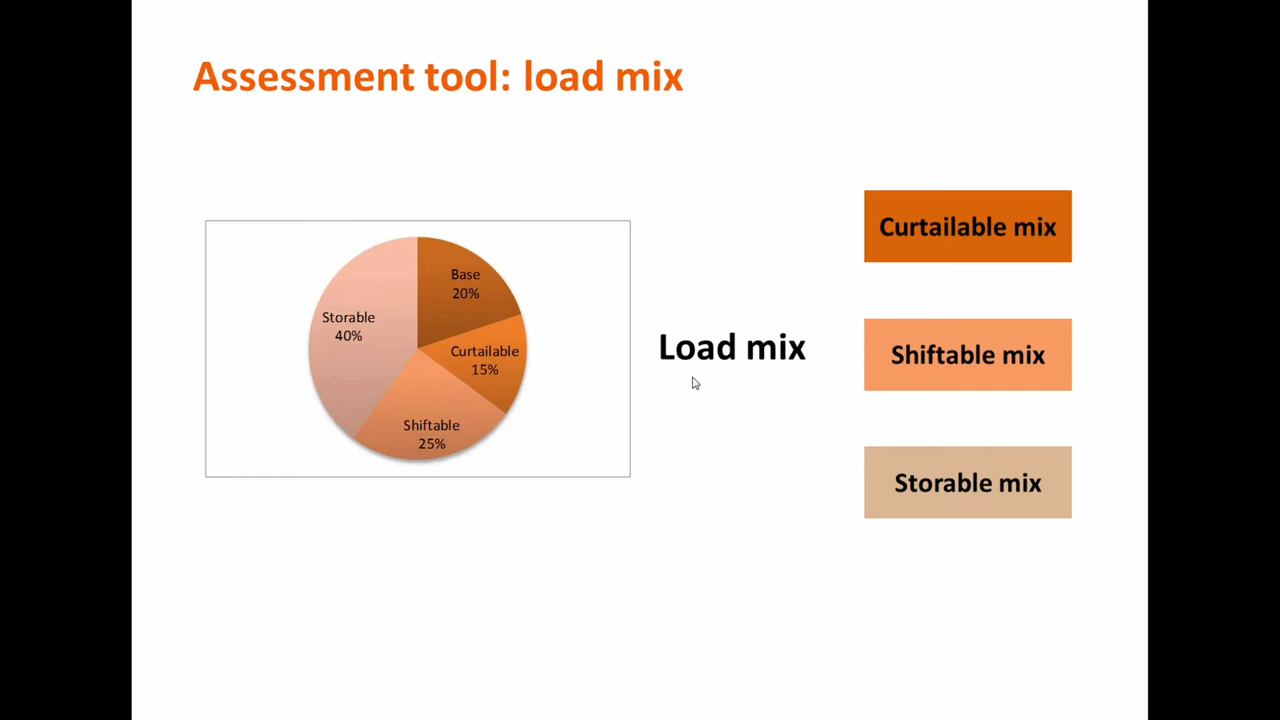 Assessment tool: load mix
Base
20%
Curtailable
15%
Shiftable
25%
Storable
40%
Load mix
Curtailable mix
Shiftable mix
Storable mix